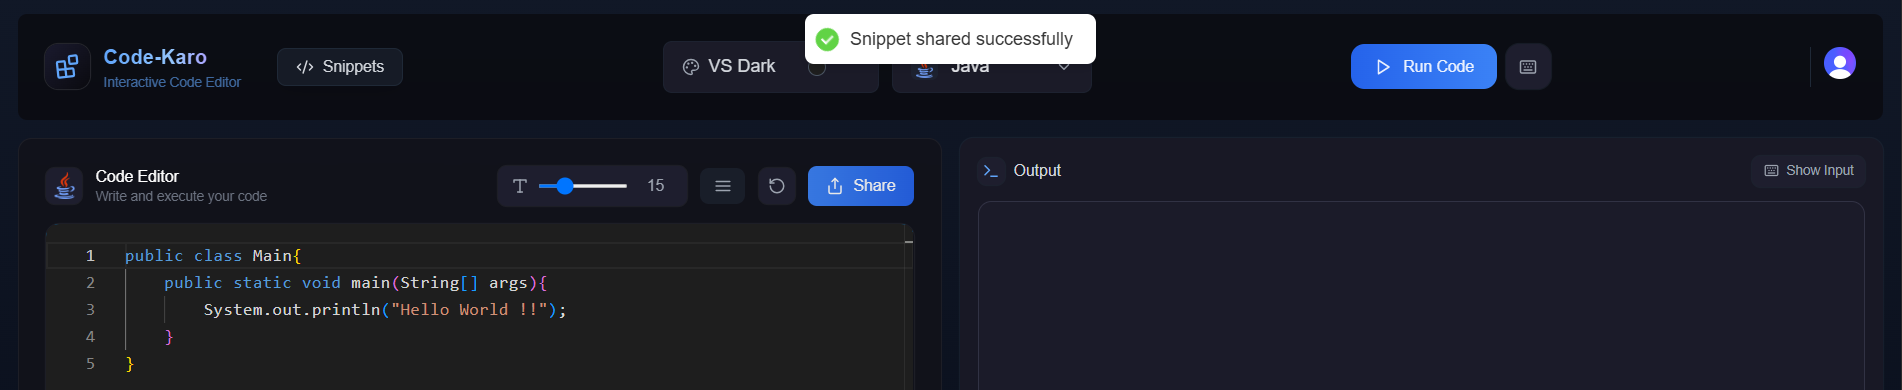 Snippet shared successfully
Code-Karo
Interactive Code Editor
Snippets
VS Dark
Java
Run Code
Code Editor
Write and execute your code
15
Share
Output
Show Input
1 public class Main{
2 public static void main(String[] args){
3 System.out.println("Hello World !!");
4 }
5 }